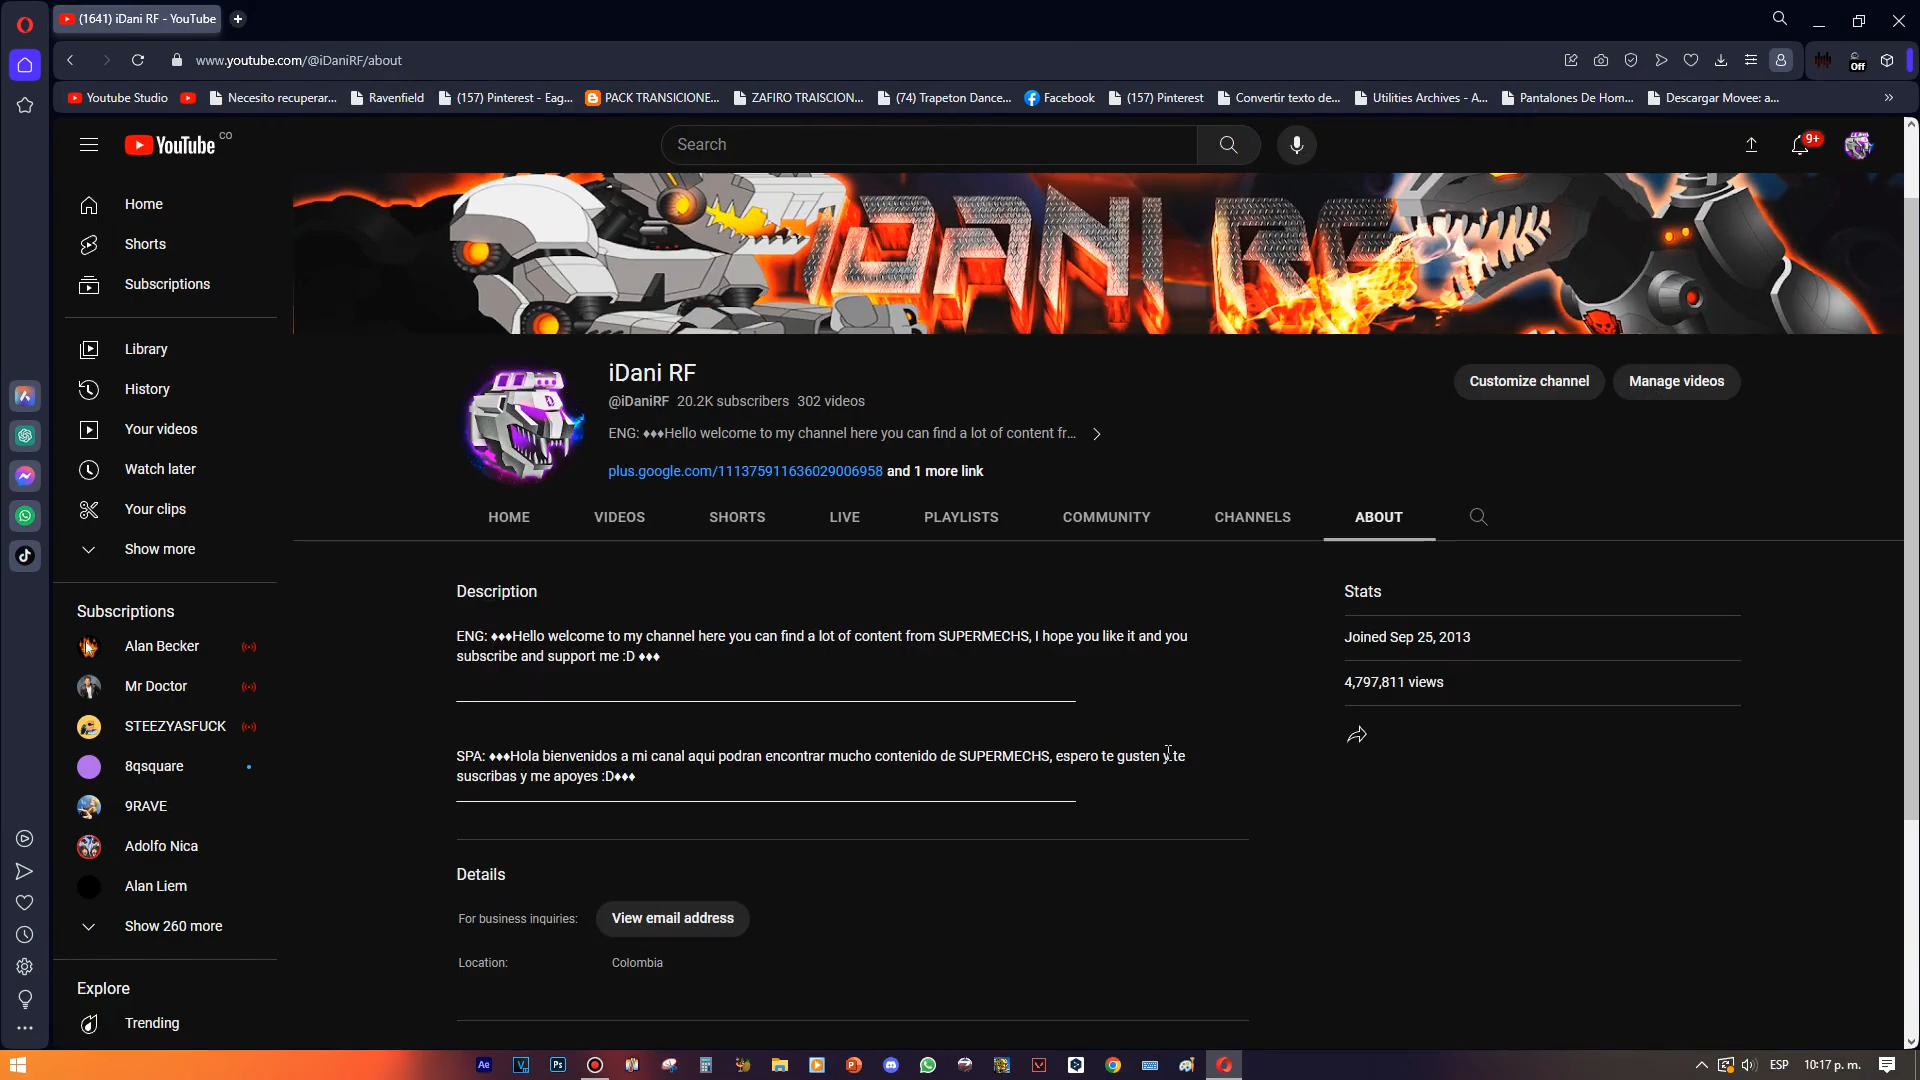 (1641) iDani RF - YouTube
www.youtube.com/@iDaniRF/about
Off
Youtube Studio
Necesito recuperar...
Ravenfield
(157) Pinterest - Eag...
PACK TRANSICIONE...
ZAFIRO TRAISCION...
(74) Trapeton Dance...
Facebook
(157) Pinterest
Convertir texto de...
Utilities Archives - A...
Pantalones De Hom...
Descargar Movee: a...
»
YouTube CO
Search
9+
Home
Shorts
Subscriptions
Library
History
Your videos
Watch later
Your clips
Show more
Subscriptions
Alan Becker
Mr Doctor
STEEZYASFUCK
8qsquare
9RAVE
Adolfo Nica
Alan Liem
Show 260 more
Explore
Trending
IDANI RF
iDani RF
@iDaniRF 20.2K subscribers 302 videos
ENG: ♦♦♦Hello welcome to my channel here you can find a lot of content fr...
plus.google.com/111375911636029006958 and 1 more link
Customize channel
Manage videos
HOME
VIDEOS
SHORTS
LIVE
PLAYLISTS
COMMUNITY
CHANNELS
ABOUT
Description
ENG: ♦♦♦Hello welcome to my channel here you can find a lot of content from SUPERMECHS, I hope you like it and you
subscribe and support me :D ♦♦♦
SPA: ♦♦♦Hola bienvenidos a mi canal aqui podran encontrar mucho contenido de SUPERMECHS, espero te gusten y te
suscribas y me apoyes :D♦♦♦
Details
For business inquiries:
View email address
Location:
Colombia
Stats
Joined Sep 25, 2013
4,797,811 views
Ae
Ps
ESP
10:17 p. m.